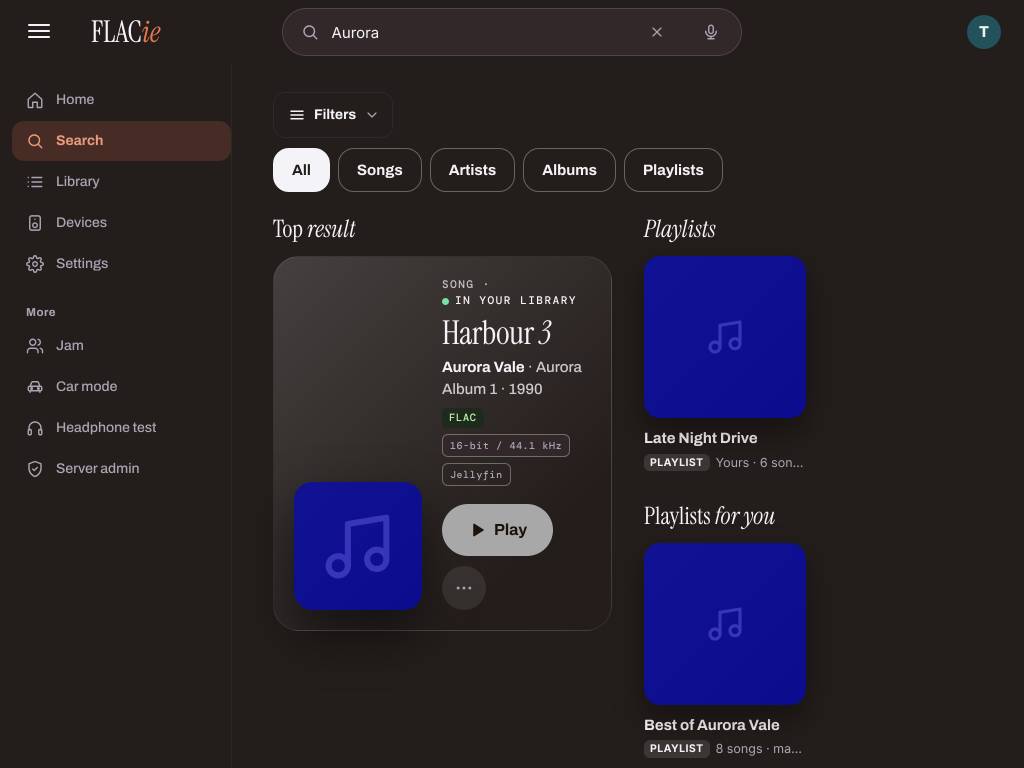 FLACie
Aurora
T
Home
Search
Library
Devices
Settings
More
Jam
Car mode
Headphone test
Server admin
Filters
All
Songs
Artists
Albums
Playlists
Top result
SONG ·
IN YOUR LIBRARY
Harbour 3
Aurora Vale · Aurora
Album 1 · 1990
FLAC
16-bit / 44.1 kHz
Jellyfin
Play
Playlists
Late Night Drive
PLAYLIST Yours · 6 son...
Playlists for you
Best of Aurora Vale
PLAYLIST 8 songs · ma...